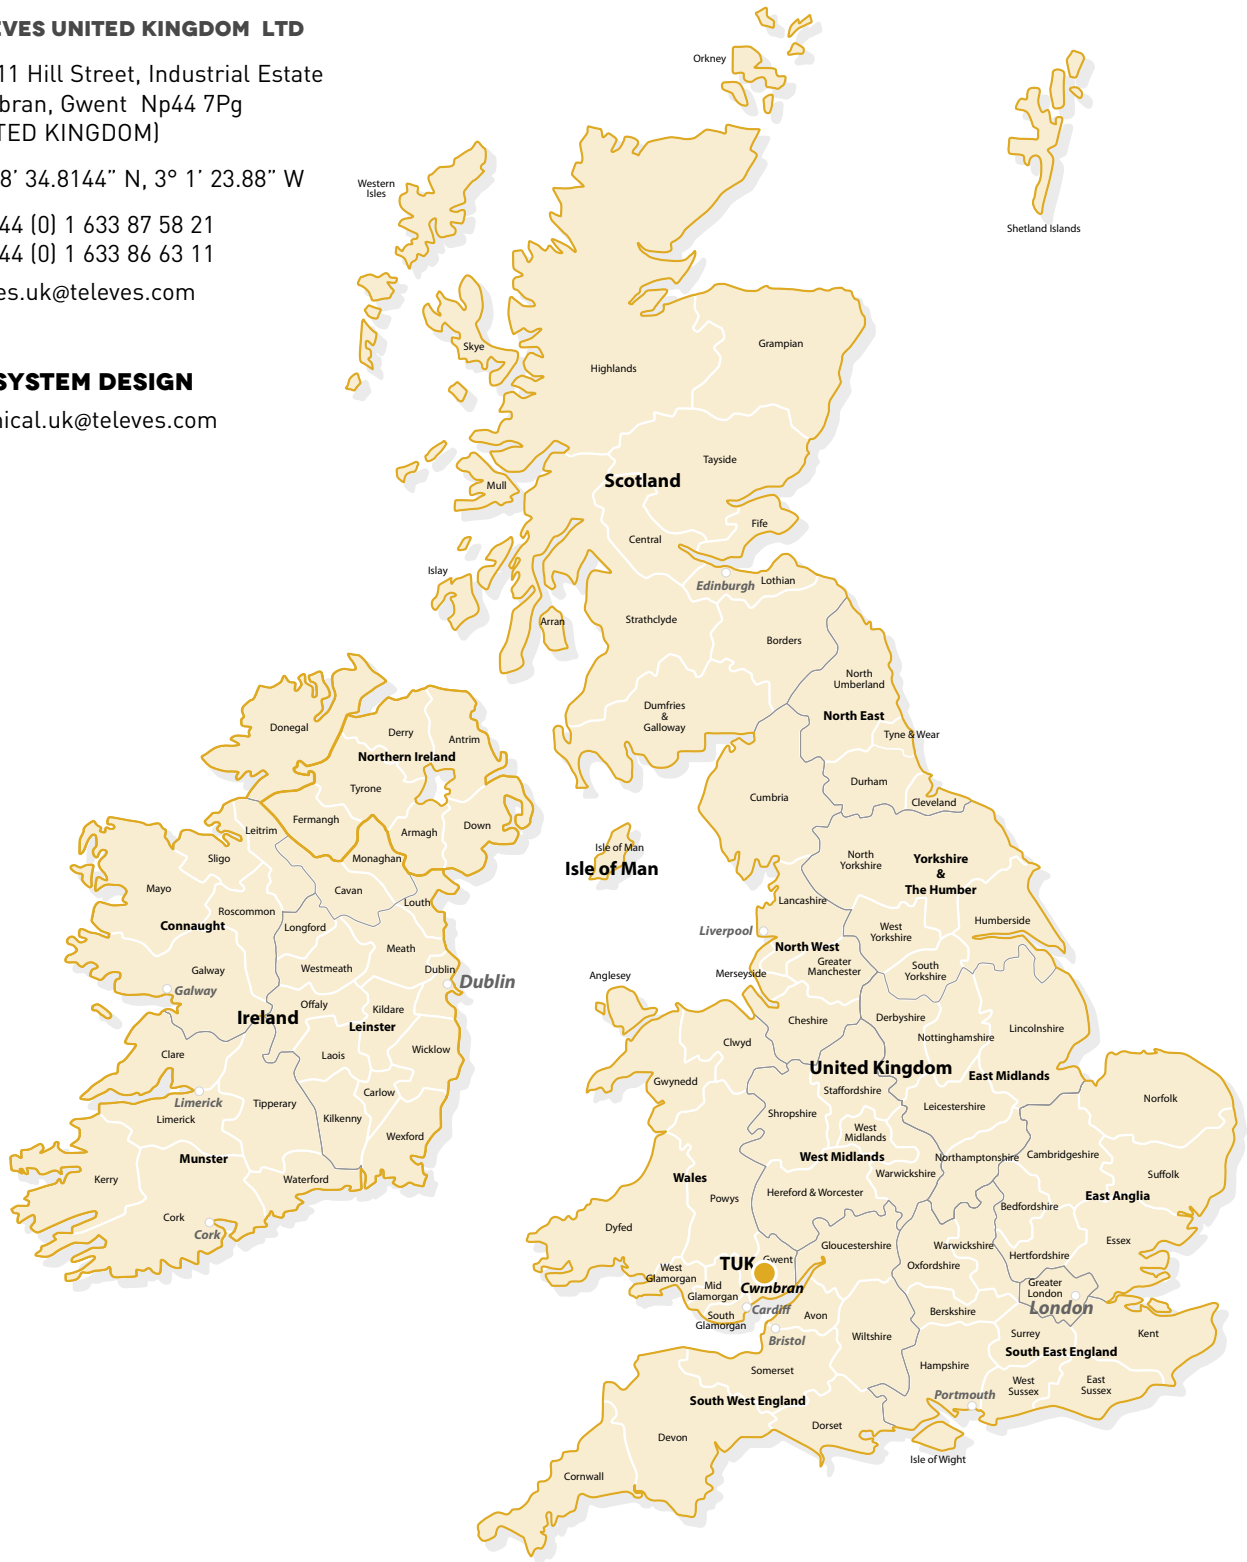 EVES UNITED KINGDOM LTD
11 Hill Street, Industrial Estate
bran, Gwent Np44 7Pg
TED KINGDOM)
8’ 34.8144” N, 3° 1’ 23.88” W
44 (0) 1 633 87 58 21
44 (0) 1 633 86 63 11
es.uk@televes.com
SYSTEM DESIGN
nical.uk@televes.com
Orkney
Shetland Islands
Western
Isles
Skye
Highlands
Grampian
Tayside
Scotland
Mull
Fife
Central
Islay
Edinburgh
Lothian
Arran
Strathclyde
Borders
North
Umberland
Dumfries
&
Galloway
North East
Tyne & Wear
Durham
Cleveland
Cumbria
Donegal
Derry
Antrim
Northern Ireland
Tyrone
Fermangh
Armagh
Down
Leitrim
Monaghan
Sligo
Cavan
Mayo
Louth
Roscommon
Connaught
Longford
Meath
Galway
Westmeath
Dublin
Dublin
Galway
Offaly
Kildare
Ireland
Leinster
Clare
Laois
Wicklow
Carlow
Limerick
Limerick
Tipperary
Kilkenny
Wexford
Munster
Kerry
Waterford
Cork
Cork
Isle of Man
Isle of Man
North
Yorkshire
Yorkshire
&
The Humber
Lancashire
Humberside
West
Yorkshire
Liverpool
North West
Greater
Manchester
South
Yorkshire
Merseyside
Anglesey
Cheshire
Derbyshire
Nottinghamshire
Lincolnshire
Clwyd
United Kingdom
East Midlands
Gwynedd
Staffordshire
Leicestershire
Norfolk
Shropshire
West
Midlands
West Midlands
Northamptonshire
Cambridgeshire
Warwickshire
Suffolk
Wales
Powys
Hereford & Worcester
East Anglia
Bedfordshire
Dyfed
Gloucestershire
Warwickshire
Essex
Hertfordshire
Oxfordshire
TUK
Gwent
Cwmbran
West
Glamorgan
Mid
Glamorgan
South
Glamorgan
Cardiff
Greater
London
London
Avon
Berskshire
Bristol
Wiltshire
Surrey
Kent
South East England
Hampshire
Somerset
West
Sussex
East
Sussex
Portmouth
South West England
Dorset
Devon
Isle of Wight
Cornwall